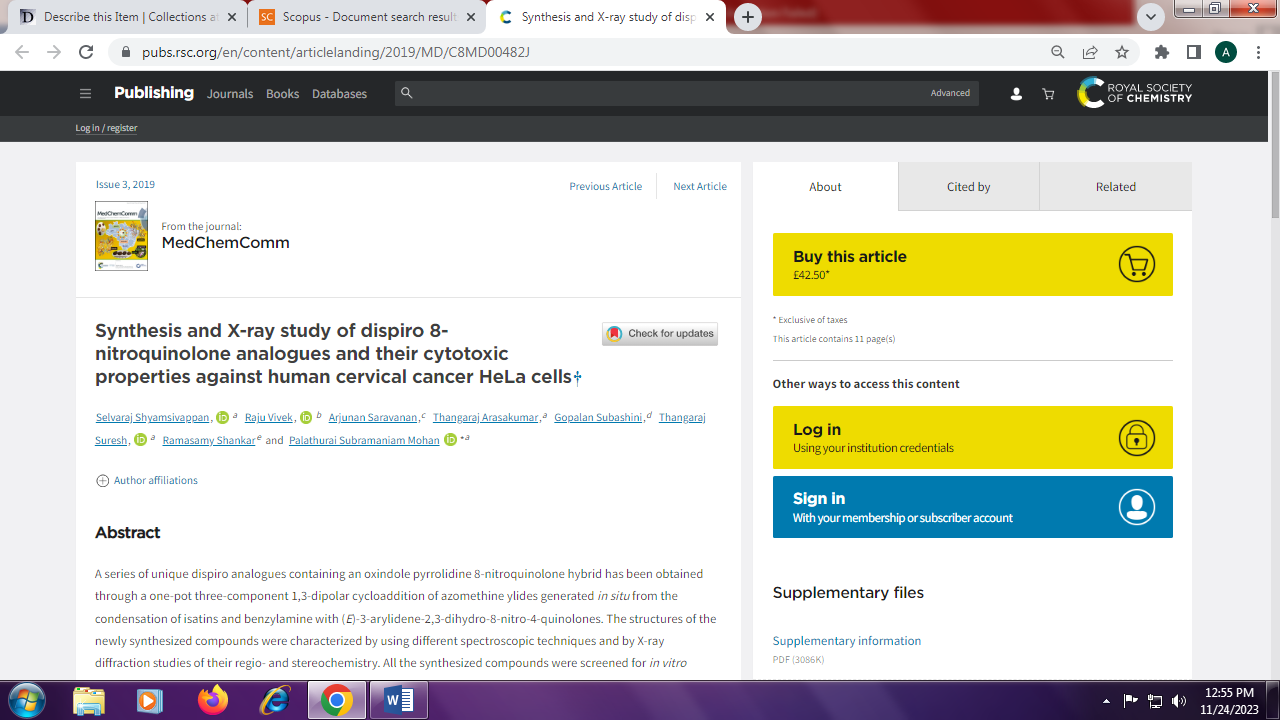 Describe this Item | Collections at
Scopus - Document search result
Synthesis and X-ray study of disp
pubs.rsc.org/en/content/articlelanding/2019/MD/C8MD00482J
A
Publishing Journals Books Databases
Advanced
ROYAL SOCIETY
OF CHEMISTRY
Log in / register
Issue 3, 2019
Previous Article Next Article
MedChemComm
From the journal:
MedChemComm
Synthesis and X-ray study of dispiro 8-
nitroquinolone analogues and their cytotoxic
properties against human cervical cancer HeLa cells†
Check for updates
Selvaraj Shyamsivappan, iD a Raju Vivek, iD b Arjunan Saravanan,c Thangaraj Arasakumar,a Gopalan Subashini,d Thangaraj
Suresh, iD a Ramasamy Shankar e and Palathurai Subramaniam Mohan iD *a
Author affiliations
Abstract
A series of unique dispiro analogues containing an oxindole pyrrolidine 8-nitroquinolone hybrid has been obtained
through a one-pot three-component 1,3-dipolar cycloaddition of azomethine ylides generated in situ from the
condensation of isatins and benzylamine with (E)-3-arylidene-2,3-dihydro-8-nitro-4-quinolones. The structures of the
newly synthesized compounds were characterized by using different spectroscopic techniques and by X-ray
diffraction studies of their regio- and stereochemistry. All the synthesized compounds were screened for in vitro
About Cited by Related
Buy this article
£42.50*
* Exclusive of taxes
This article contains 11 page(s)
Other ways to access this content
Log in
Using your institution credentials
Sign in
With your membership or subscriber account
Supplementary files
Supplementary information
PDF (3086K)
12:55 PM
11/24/2023